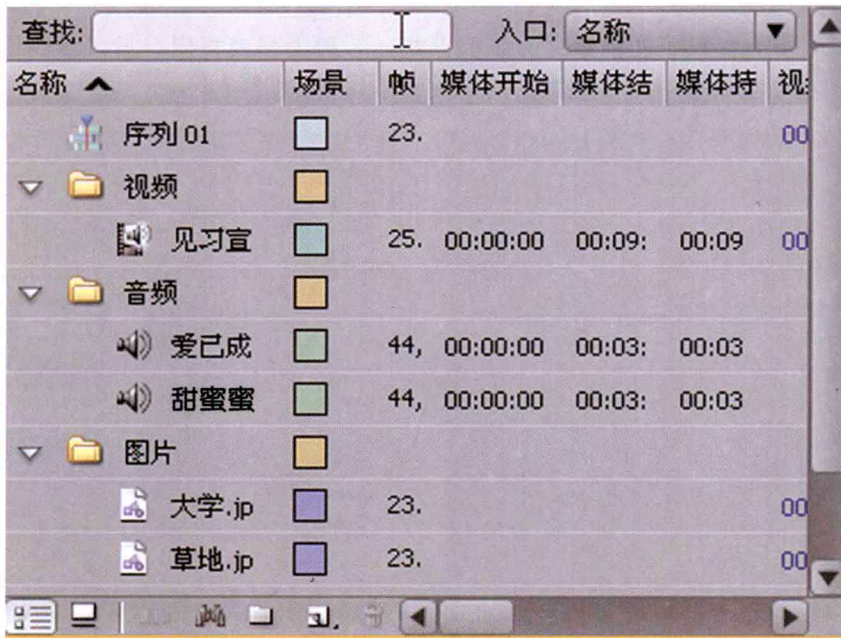 查找: 入口: 名称
名称 场景 帧 媒体开始 媒体结 媒体持 视
序列 01 23. 00
视频
见习宣 25. 00:00:00 00:09: 00:09 00
音频
爱已成 44, 00:00:00 00:03: 00:03
甜蜜蜜 44, 00:00:00 00:03: 00:03
图片
大学.jp 23. 00
草地.jp 23. 00